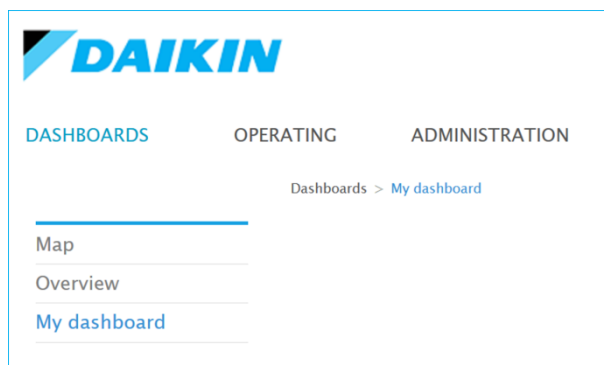 DAIKIN
DASHBOARDS OPERATING ADMINISTRATION
Dashboards > My dashboard
Map
Overview
My dashboard